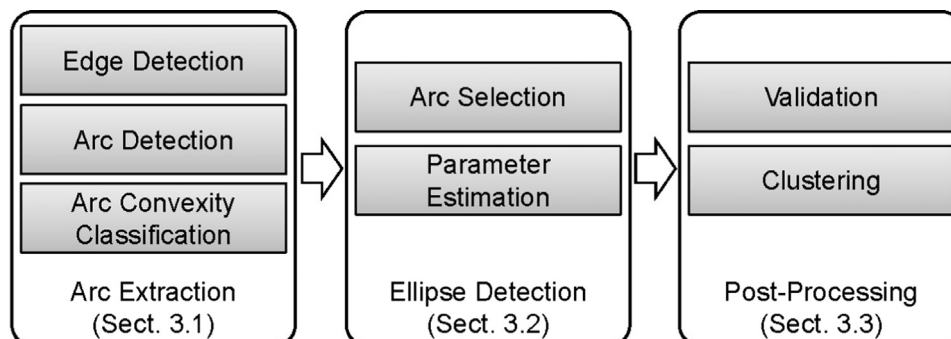 Edge Detection
Arc Detection
Arc Convexity
Classification
Arc Extraction
(Sect. 3.1)
Arc Selection
Parameter
Estimation
Ellipse Detection
(Sect. 3.2)
Validation
Clustering
Post-Processing
(Sect. 3.3)